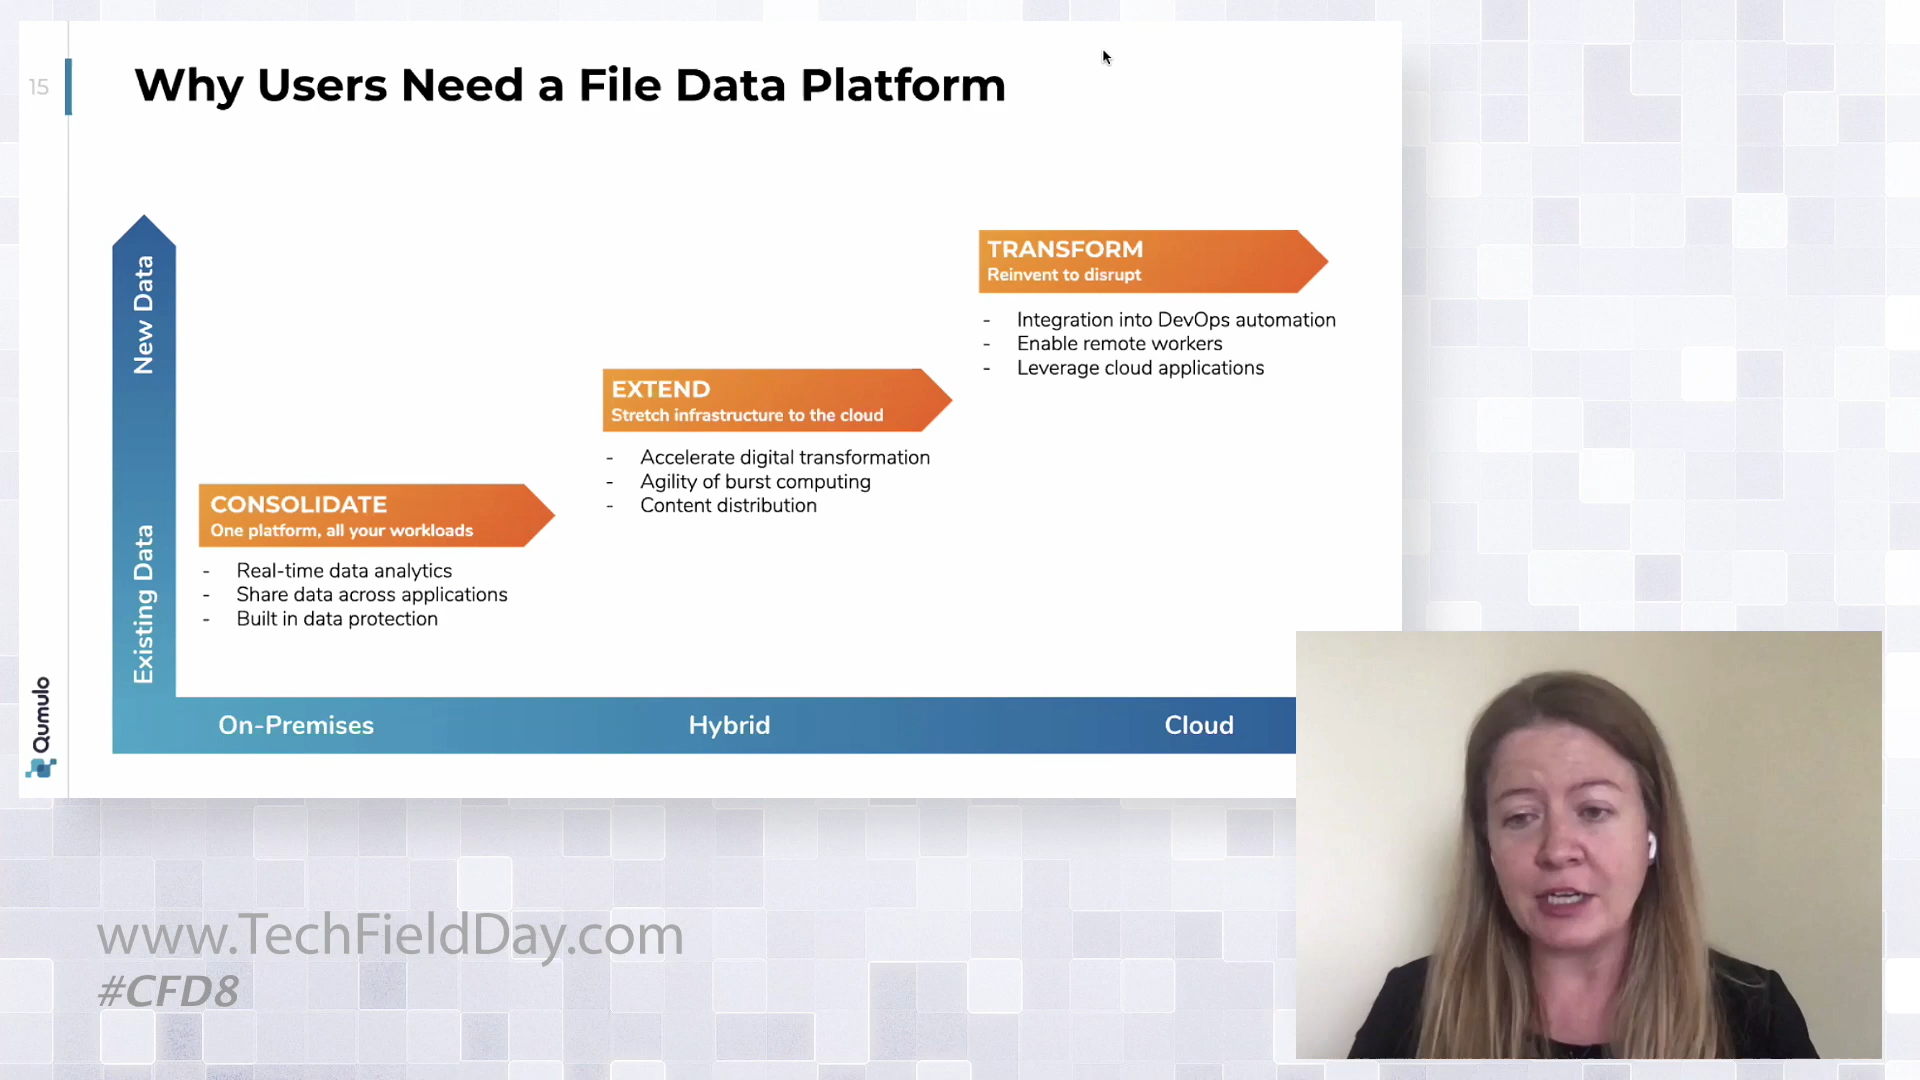 15
Why Users Need a File Data Platform
New Data
Existing Data
TRANSFORM
Reinvent to disrupt
- Integration into DevOps automation
- Enable remote workers
- Leverage cloud applications
EXTEND
Stretch infrastructure to the cloud
- Accelerate digital transformation
- Agility of burst computing
- Content distribution
CONSOLIDATE
One platform, all your workloads
- Real-time data analytics
- Share data across applications
- Built in data protection
On-Premises
Hybrid
Cloud
Qumulo
www.TechFieldDay.com
#CFD8